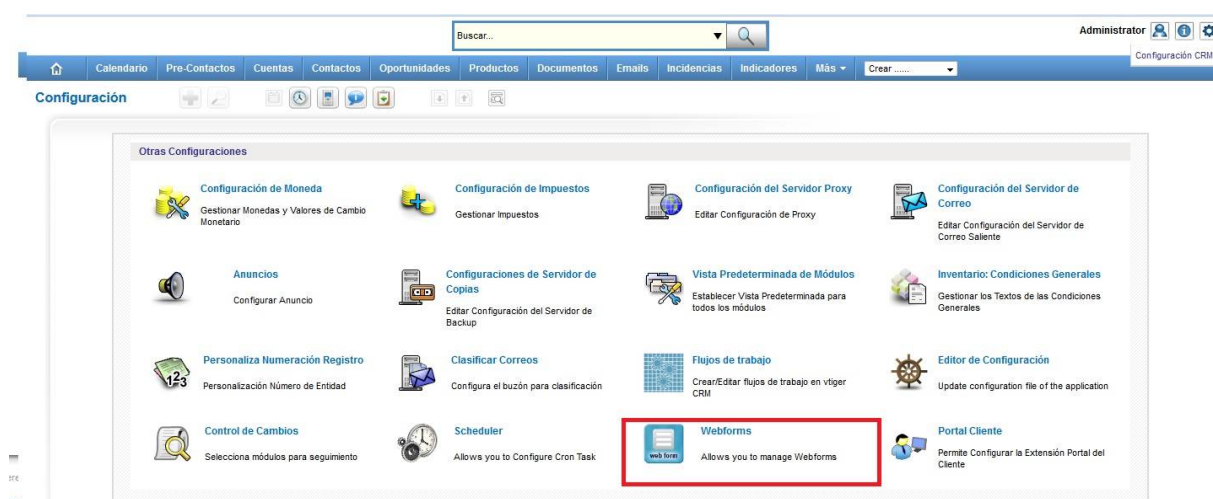 Buscar...
Administrator
Configuración CRM
Calendario Pre-Contactos Cuentas Contactos Oportunidades Productos Documentos Emails Incidencias Indicadores Más Crear ......
Configuración
Otras Configuraciones
Configuración de Moneda
Gestionar Monedas y Valores de Cambio
Monetario
Configuración de Impuestos
Gestionar Impuestos
Configuración del Servidor Proxy
Editar Configuración de Proxy
Configuración del Servidor de
Correo
Editar Configuración del Servidor de
Correo Saliente
Anuncios
Configurar Anuncio
Configuraciones de Servidor de
Copias
Editar Configuración del Servidor de
Backup
Vista Predeterminada de Módulos
Establecer Vista Predeterminada para
todos los módulos
Inventario: Condiciones Generales
Gestionar los Textos de las Condiciones
Generales
123
Personaliza Numeración Registro
Personalización Número de Entidad
Clasificar Correos
Configura el buzón para clasificación
Flujos de trabajo
Crear/Editar flujos de trabajo en vtiger
CRM
Editor de Configuración
Update configuration file of the application
Control de Cambios
Selecciona módulos para seguimiento
Scheduler
Allows you to Configure Cron Task
web form
Webforms
Allows you to manage Webforms
Portal Cliente
Permite Configurar la Extensión Portal del
Cliente